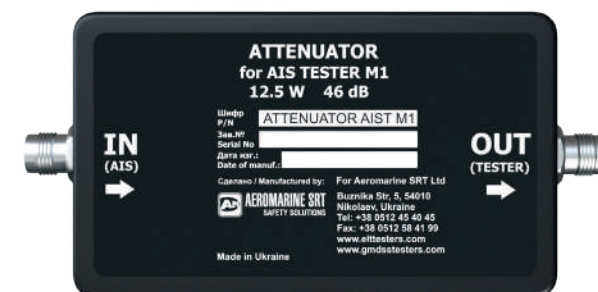 ATTENUATOR
for AIS TESTER M1
12.5 W 46 dB
Шифр
P/N
ATTENUATOR AIST M1
Зав.№
Serial No
Дата изг.:
Date of manuf.:
IN
(AIS)
OUT
(TESTER)
Сделано / Manufactured by:
AEROMARINE SRT
SAFETY SOLUTIONS
For Aeromarine SRT Ltd
Buznika Str, 5, 54010
Nikolaev, Ukraine
Tel: +38 0512 45 40 45
Fax: +38 0512 58 41 99
www.elttesters.com
www.gmdsstesters.com
Made in Ukraine